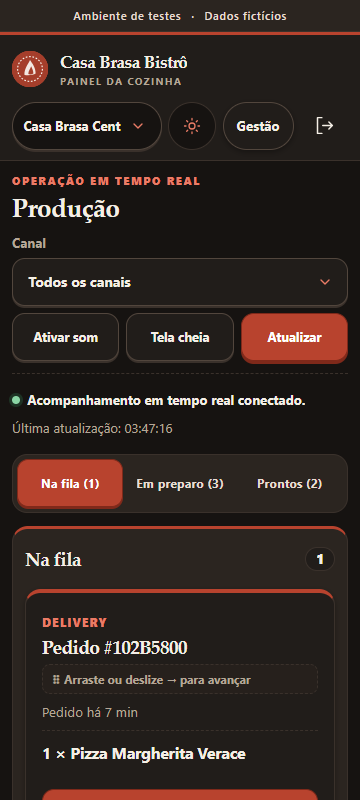 Ambiente de testes · Dados fictícios
Casa Brasa Bistrô
PAINEL DA COZINHA
Casa Brasa Cent
Gestão
OPERAÇÃO EM TEMPO REAL
Produção
Canal
Todos os canais
Ativar som
Tela cheia
Atualizar
Acompanhamento em tempo real conectado.
Última atualização: 03:47:16
Na fila (1)
Em preparo (3)
Prontos (2)
Na fila
1
DELIVERY
Pedido #102B5800
⠿ Arraste ou deslize → para avançar
Pedido há 7 min
1 × Pizza Margherita Verace